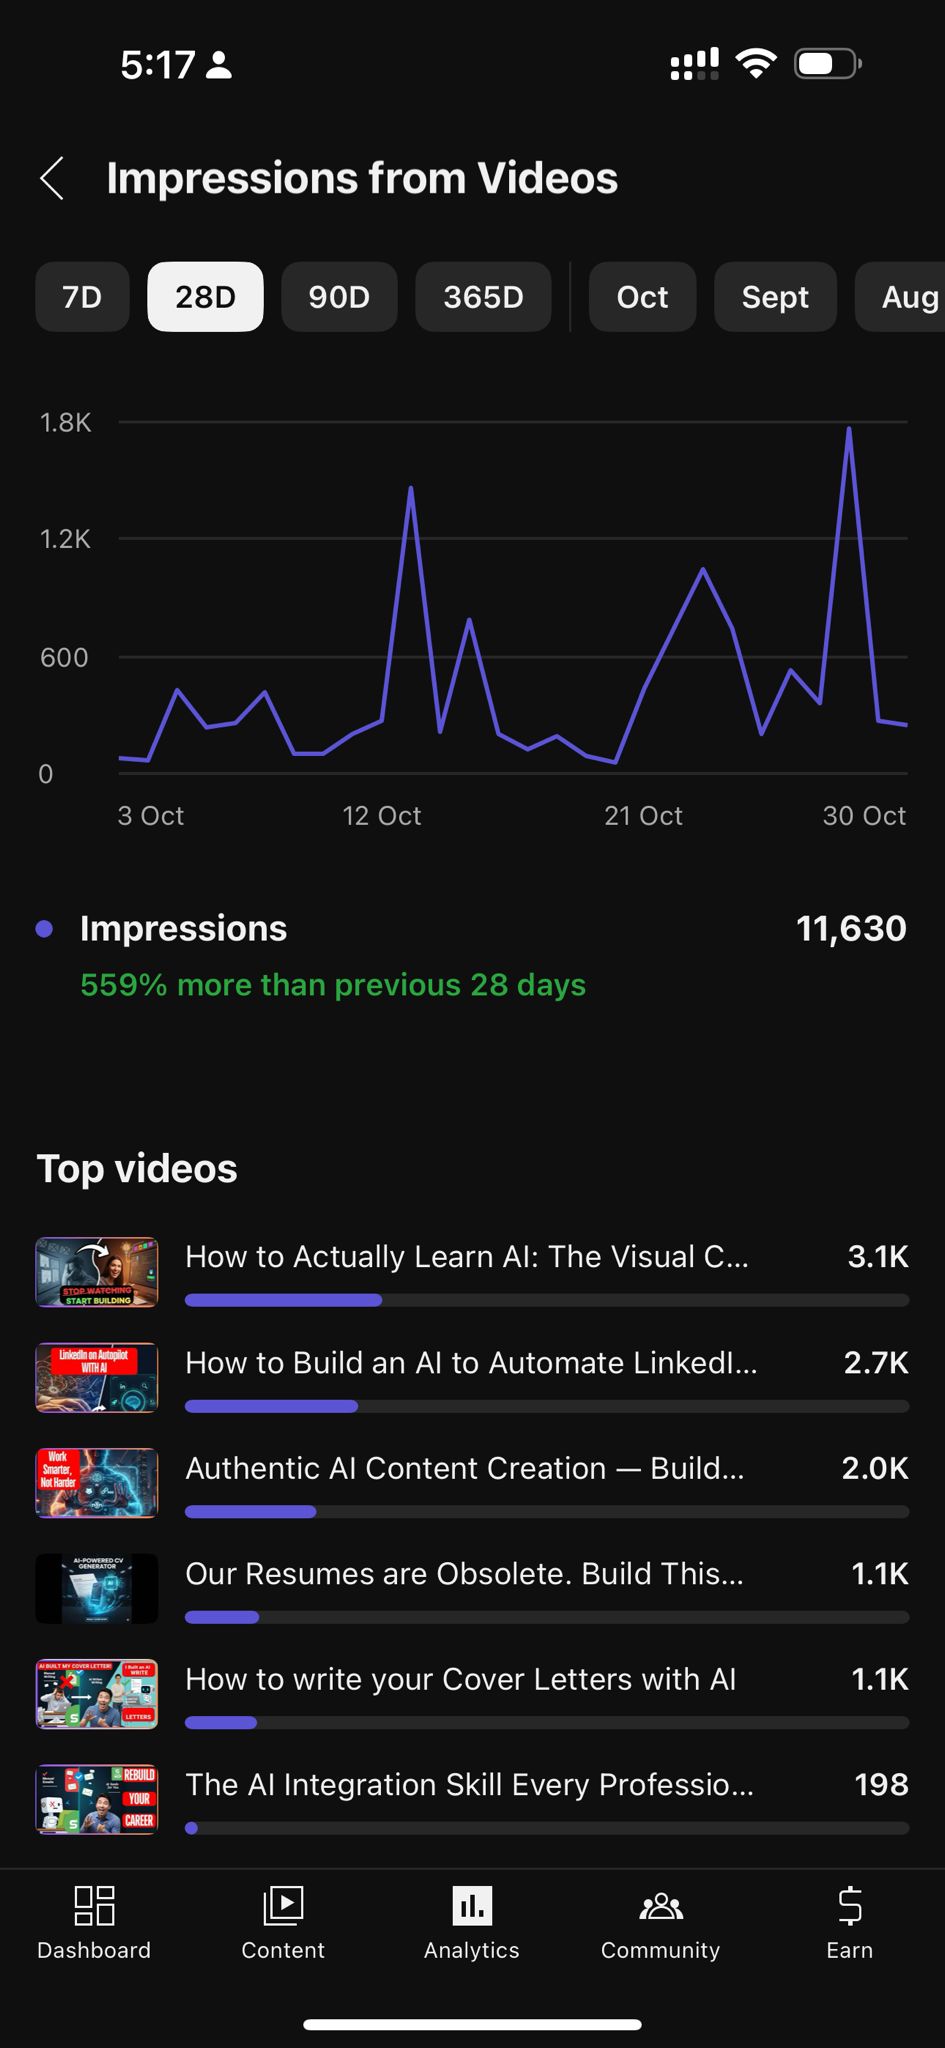 5:17
Impressions from Videos
7D 28D 90D 365D Oct Sept Aug
1.8K
1.2K
600
0
3 Oct 12 Oct 21 Oct 30 Oct
Impressions 11,630
559% more than previous 28 days
Top videos
STOP WATCHING
START BUILDING
How to Actually Learn AI: The Visual C... 3.1K
LinkedIn on Autopilot
WITH AI
How to Build an AI to Automate LinkedI... 2.7K
Work
Smarter,
Not Harder
Authentic AI Content Creation — Build... 2.0K
AI-POWERED CV
GENERATOR
Our Resumes are Obsolete. Build This... 1.1K
AI BUILT MY COVER LETTER!
I Built an AI
WRITE
LETTERS
How to write your Cover Letters with AI 1.1K
REBUILD
YOUR
CAREER
The AI Integration Skill Every Professio... 198
Dashboard Content Analytics Community Earn